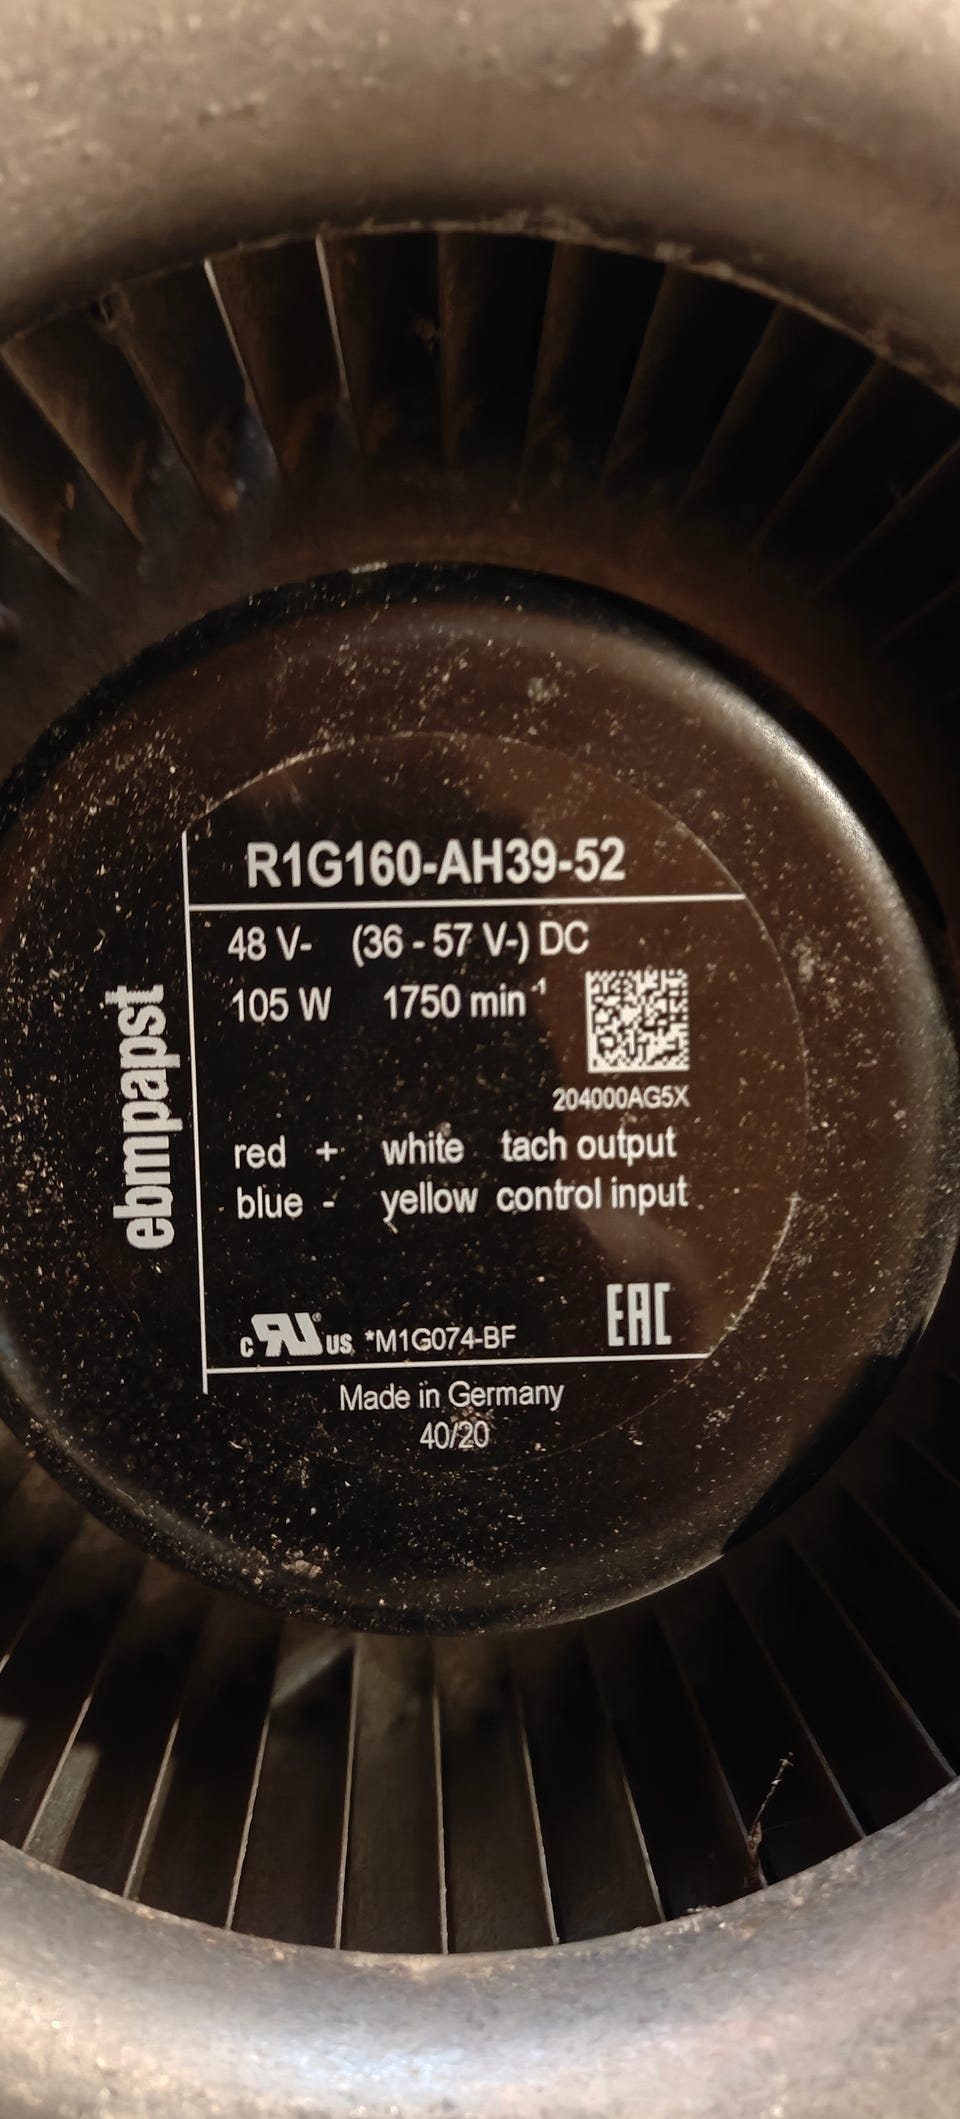 R1G160-AH39-52
48 V- (36 - 57 V-) DC
105 W 1750 min⁻¹
204000AG5X
red + white tach output
blue - yellow control input
ebmpapst
c RU ® US *M1G074-BF EAC
Made in Germany
40/20